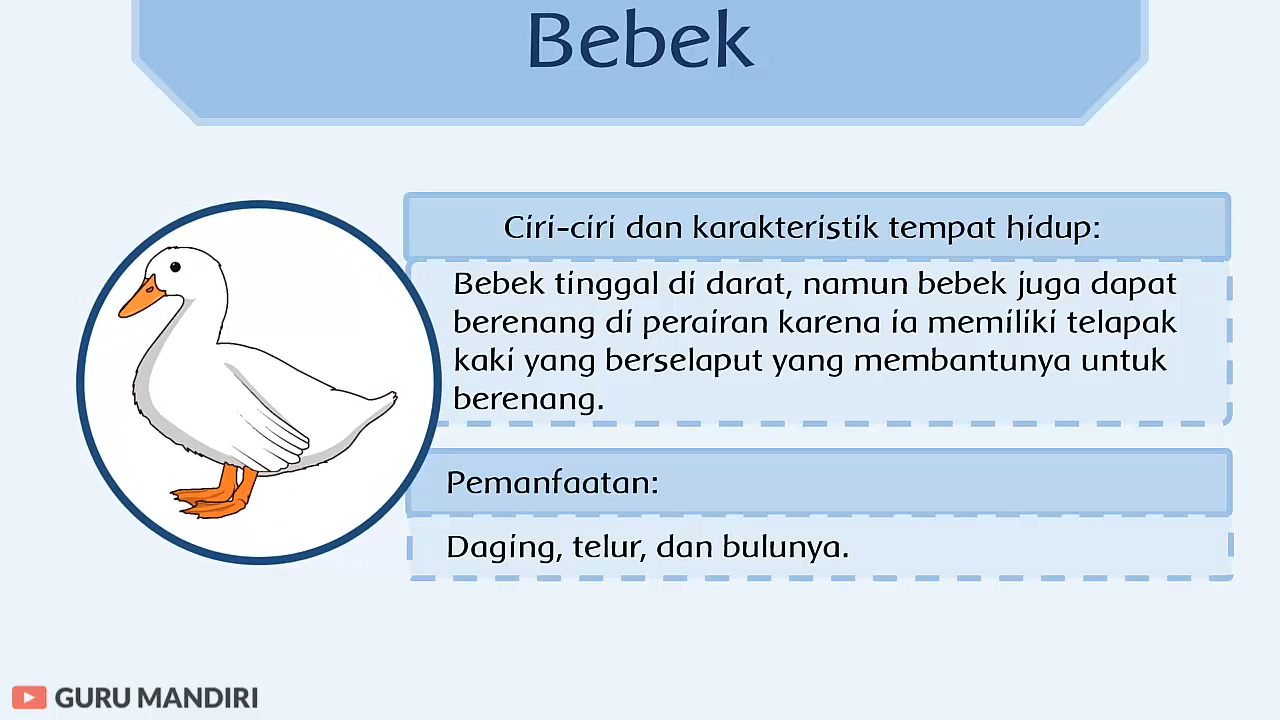 Bebek
Ciri-ciri dan karakteristik tempat hidup:
Bebek tinggal di darat, namun bebek juga dapat
berenang di perairan karena ia memiliki telapak
kaki yang berselaput yang membantunya untuk
berenang.
Pemanfaatan:
Daging, telur, dan bulunya.
GURU MANDIRI